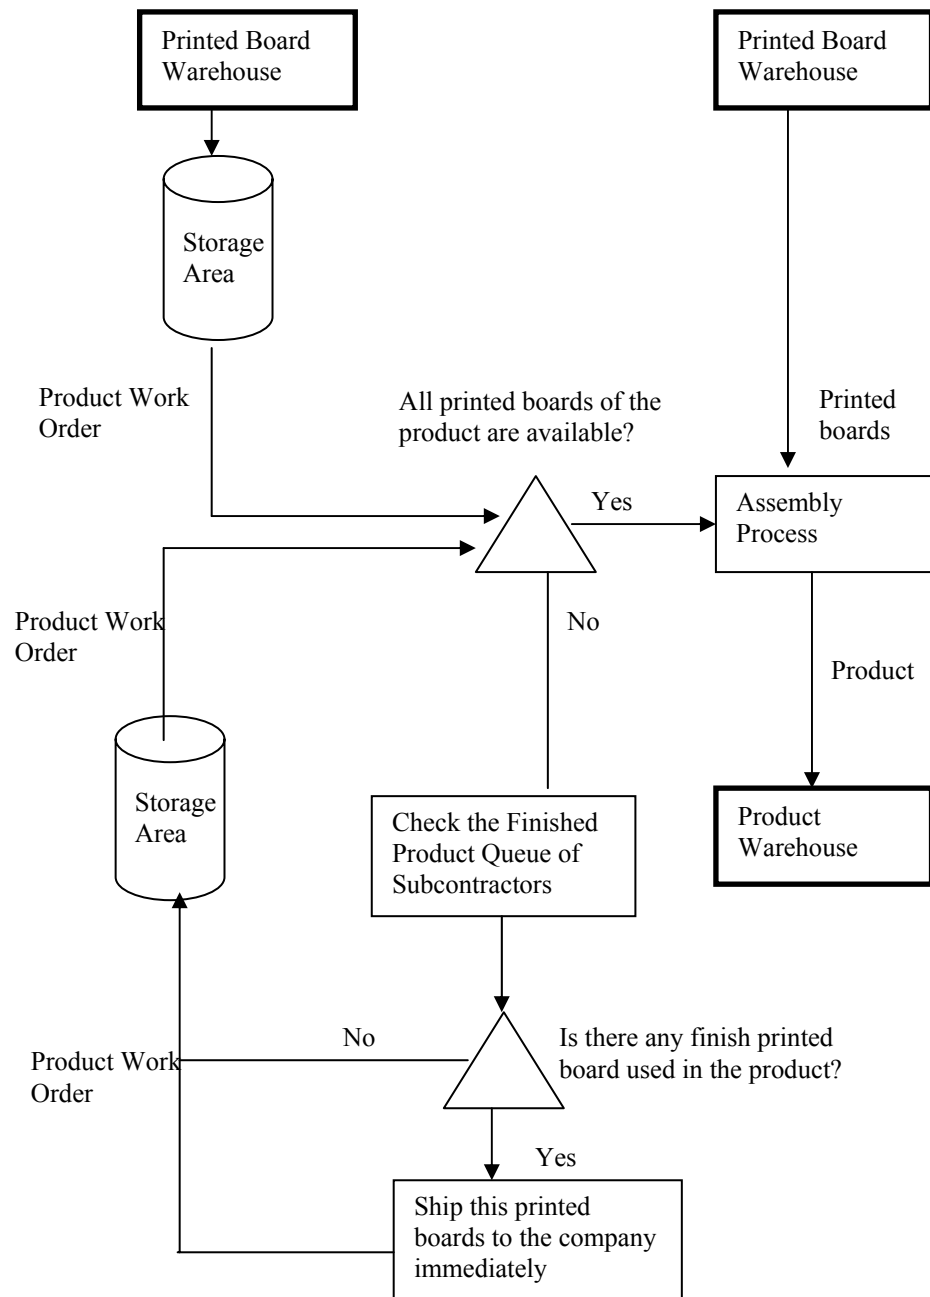 Printed Board
Warehouse
Printed Board
Warehouse
Storage
Area
Product Work
Order
All printed boards of the
product are available?
Printed
boards
Yes
Assembly
Process
Product Work
Order
No
Product
Storage
Area
Check the Finished
Product Queue of
Subcontractors
Product
Warehouse
No
Is there any finish printed
board used in the product?
Product Work
Order
Yes
Ship this printed
boards to the company
immediately